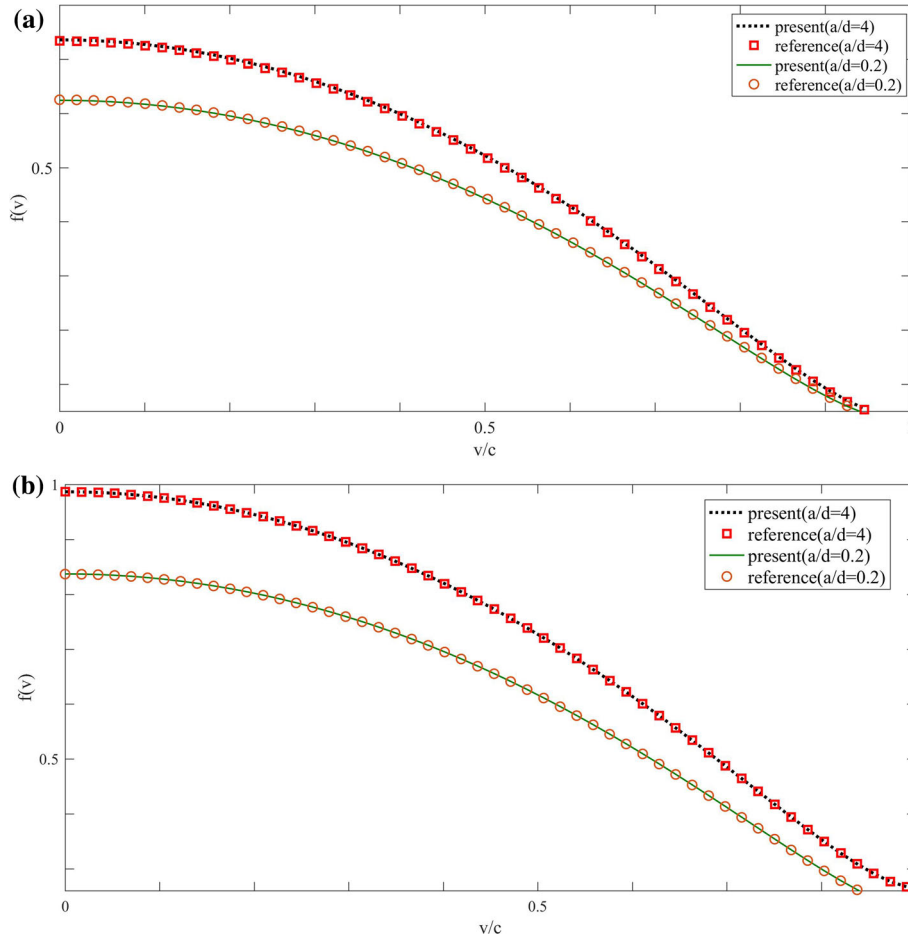 (a)
present(a/d=4)
reference(a/d=4)
present(a/d=0.2)
reference(a/d=0.2)
0.5
f(v)
0
0.5
v/c
(b)
1
present(a/d=4)
reference(a/d=4)
present(a/d=0.2)
reference(a/d=0.2)
f(v)
0.5
0
0.5
v/c